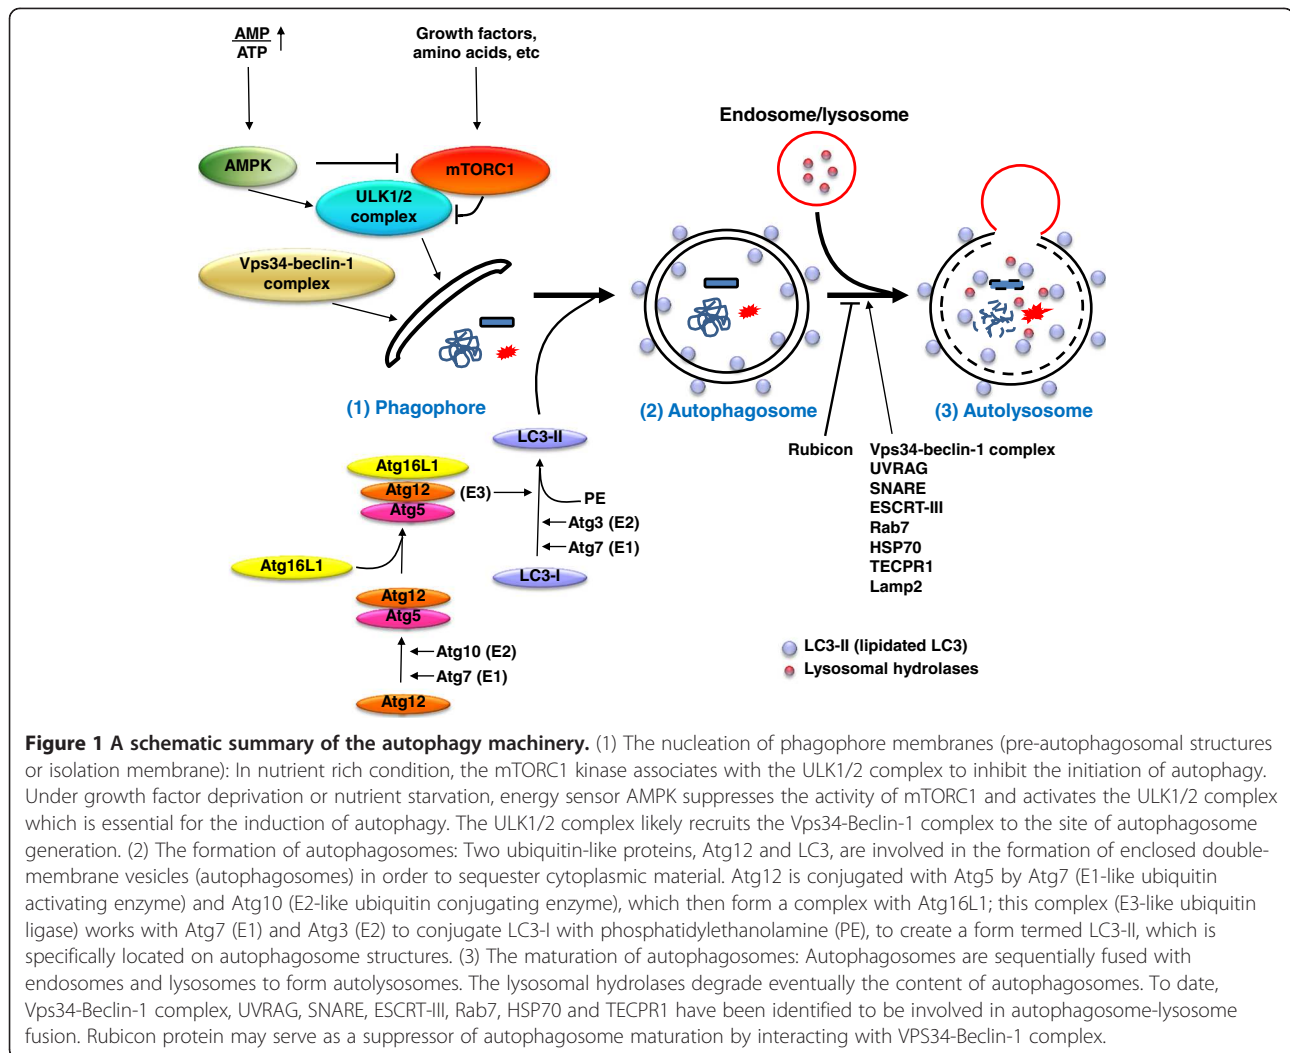 AMP
ATP
Growth factors,
amino acids, etc
Endosome/lysosome
AMPK
mTORC1
ULK1/2
complex
Vps34-beclin-1
complex
(1) Phagophore
(2) Autophagosome
(3) Autolysosome
LC3-II
Rubicon
Vps34-beclin-1 complex
UVRAG
SNARE
ESCRT-III
Rab7
HSP70
TECPR1
Lamp2
Atg16L1
Atg12
(E3)
Atg5
PE
Atg3 (E2)
Atg7 (E1)
LC3-I
Atg16L1
Atg12
Atg5
Atg10 (E2)
Atg7 (E1)
Atg12
LC3-II (lipidated LC3)
Lysosomal hydrolases
Figure 1 A schematic summary of the autophagy machinery. (1) The nucleation of phagophore membranes (pre-autophagosomal structures
or isolation membrane): In nutrient rich condition, the mTORC1 kinase associates with the ULK1/2 complex to inhibit the initiation of autophagy.
Under growth factor deprivation or nutrient starvation, energy sensor AMPK suppresses the activity of mTORC1 and activates the ULK1/2 complex
which is essential for the induction of autophagy. The ULK1/2 complex likely recruits the Vps34-Beclin-1 complex to the site of autophagosome
generation. (2) The formation of autophagosomes: Two ubiquitin-like proteins, Atg12 and LC3, are involved in the formation of enclosed double-
membrane vesicles (autophagosomes) in order to sequester cytoplasmic material. Atg12 is conjugated with Atg5 by Atg7 (E1-like ubiquitin
activating enzyme) and Atg10 (E2-like ubiquitin conjugating enzyme), which then form a complex with Atg16L1; this complex (E3-like ubiquitin
ligase) works with Atg7 (E1) and Atg3 (E2) to conjugate LC3-I with phosphatidylethanolamine (PE), to create a form termed LC3-II, which is
specifically located on autophagosome structures. (3) The maturation of autophagosomes: Autophagosomes are sequentially fused with
endosomes and lysosomes to form autolysosomes. The lysosomal hydrolases degrade eventually the content of autophagosomes. To date,
Vps34-Beclin-1 complex, UVRAG, SNARE, ESCRT-III, Rab7, HSP70 and TECPR1 have been identified to be involved in autophagosome-lysosome
fusion. Rubicon protein may serve as a suppressor of autophagosome maturation by interacting with VPS34-Beclin-1 complex.